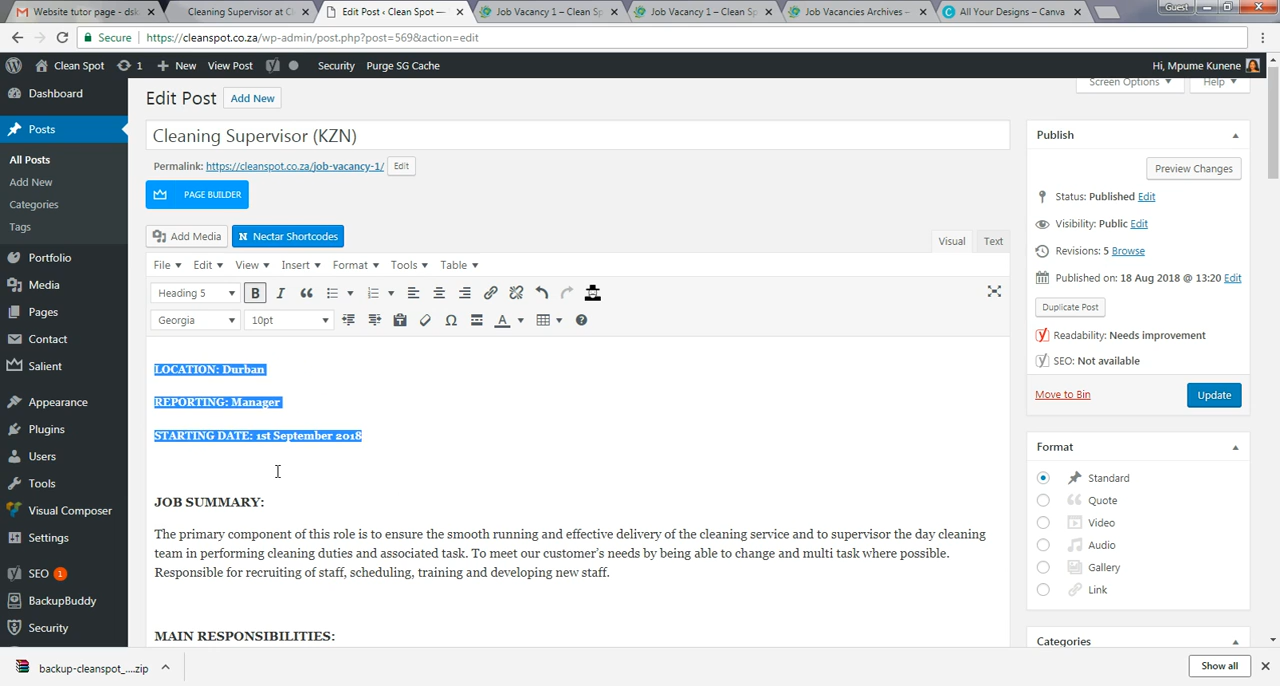 Website tutor page - dsk
Cleaning Supervisor at C
Edit Post ‹ Clean Spot —
Job Vacancy 1 – Clean Sp
Job Vacancy 1 – Clean Sp
Job Vacancies Archives –
All Your Designs – Canva
Guest
Secure
https://cleanspot.co.za/wp-admin/post.php?post=569&action=edit
Clean Spot
1
New
View Post
Security
Purge SG Cache
Hi, Mpume Kunene
Dashboard
Posts
All Posts
Add New
Categories
Tags
Portfolio
Media
Pages
Contact
Salient
Appearance
Plugins
Users
Tools
Visual Composer
Settings
SEO 1
BackupBuddy
Security
Edit Post
Add New
Screen Options
Help
Cleaning Supervisor (KZN)
Permalink: https://cleanspot.co.za/job-vacancy-1/
Edit
PAGE BUILDER
Add Media
N Nectar Shortcodes
Visual
Text
File
Edit
View
Insert
Format
Tools
Table
Heading 5
B
I
Georgia
10pt
A
LOCATION: Durban
REPORTING: Manager
STARTING DATE: 1st September 2018
JOB SUMMARY:
The primary component of this role is to ensure the smooth running and effective delivery of the cleaning service and to supervisor the day cleaning
team in performing cleaning duties and associated task. To meet our customer's needs by being able to change and multi task where possible.
Responsible for recruiting of staff, scheduling, training and developing new staff.
MAIN RESPONSIBILITIES:
Publish
Preview Changes
Status: Published Edit
Visibility: Public Edit
Revisions: 5 Browse
Published on: 18 Aug 2018 @ 13:20 Edit
Duplicate Post
Readability: Needs improvement
SEO: Not available
Move to Bin
Update
Format
Standard
Quote
Video
Audio
Gallery
Link
Categories
backup-cleanspot_....zip
Show all